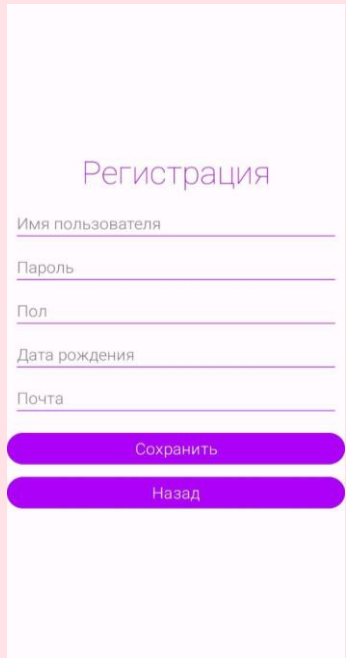 Регистрация
Имя пользователя
Пароль
Пол
Дата рождения
Почта
Сохранить
Назад